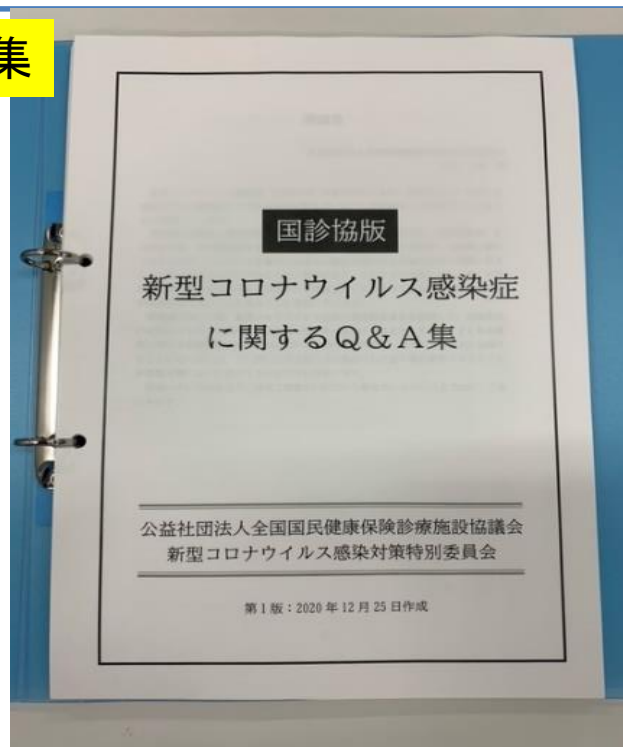 集
国診協版
新型コロナウイルス感染症
に関するQ&A集
公益社団法人全国国民健康保険診療施設協議会
新型コロナウイルス感染対策特別委員会
第1版:2020年12月25日作成